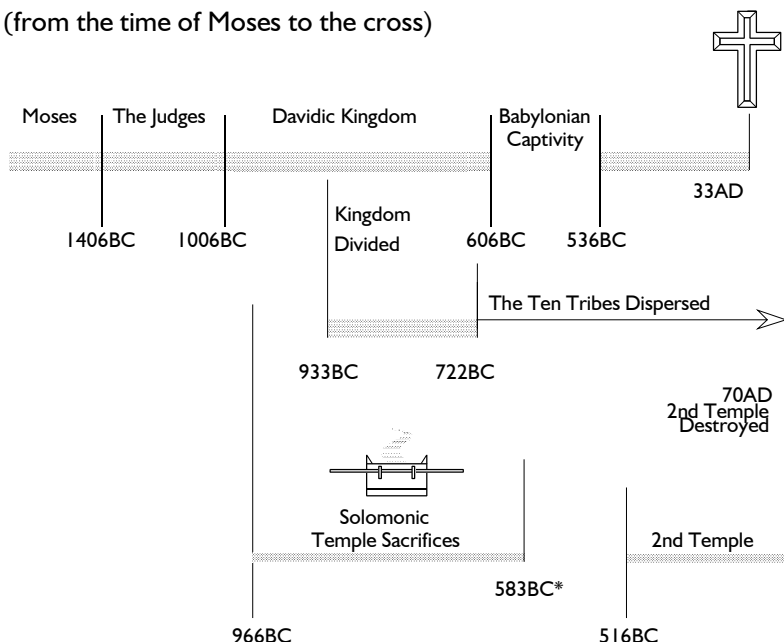 (from the time of Moses to the cross)
Moses
The Judges
Davidic Kingdom
Babylonian
Captivity
33AD
1406BC
1006BC
Kingdom
Divided
606BC
536BC
The Ten Tribes Dispersed
933BC
722BC
70AD
2nd Temple
Destroyed
Solomonic
Temple Sacrifices
2nd Temple
583BC*
966BC
516BC